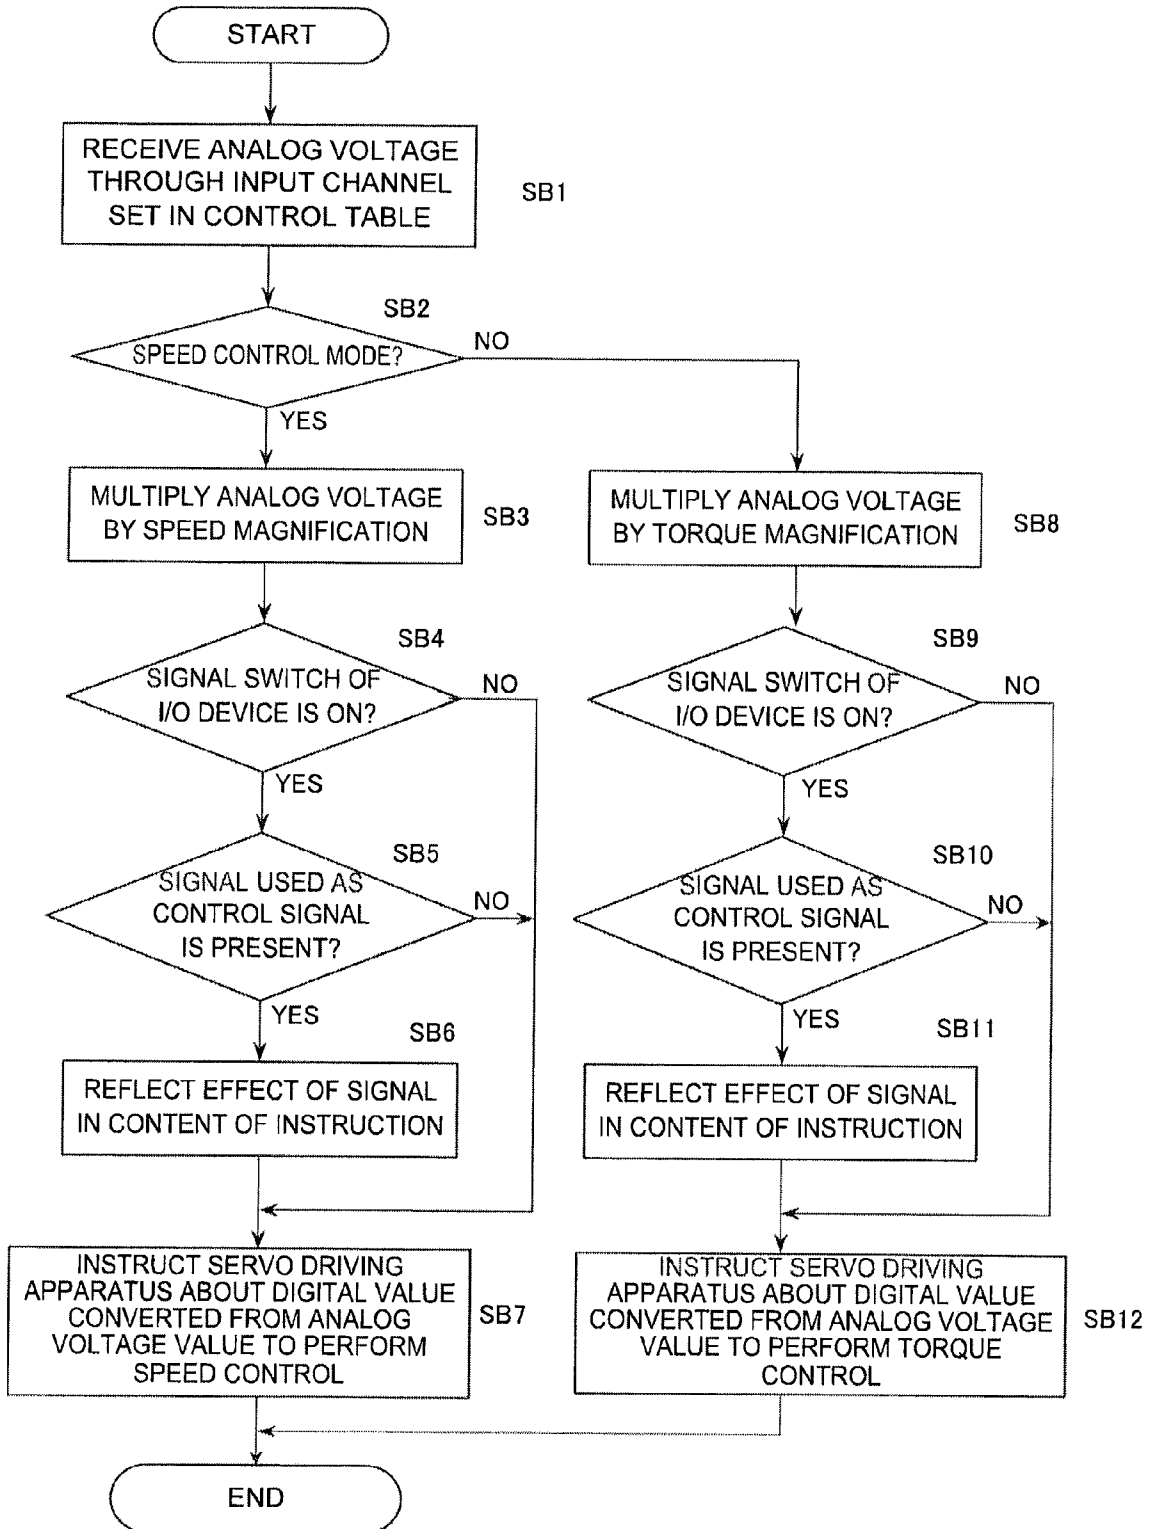 START
RECEIVE ANALOG VOLTAGE
THROUGH INPUT CHANNEL
SET IN CONTROL TABLE
SB1
SB2
SPEED CONTROL MODE?
NO
YES
MULTIPLY ANALOG VOLTAGE
BY SPEED MAGNIFICATION
SB3
MULTIPLY ANALOG VOLTAGE
BY TORQUE MAGNIFICATION
SB8
SB4
SIGNAL SWITCH OF
I/O DEVICE IS ON?
NO
YES
SB9
SIGNAL SWITCH OF
I/O DEVICE IS ON?
NO
YES
SB5
SIGNAL USED AS
CONTROL SIGNAL
IS PRESENT?
NO
YES
SB10
SIGNAL USED AS
CONTROL SIGNAL
IS PRESENT?
NO
YES
SB6
REFLECT EFFECT OF SIGNAL
IN CONTENT OF INSTRUCTION
SB11
REFLECT EFFECT OF SIGNAL
IN CONTENT OF INSTRUCTION
INSTRUCT SERVO DRIVING
APPARATUS ABOUT DIGITAL VALUE
CONVERTED FROM ANALOG
VOLTAGE VALUE TO PERFORM
SPEED CONTROL
SB7
INSTRUCT SERVO DRIVING
APPARATUS ABOUT DIGITAL VALUE
CONVERTED FROM ANALOG VOLTAGE
VALUE TO PERFORM TORQUE
CONTROL
SB12
END